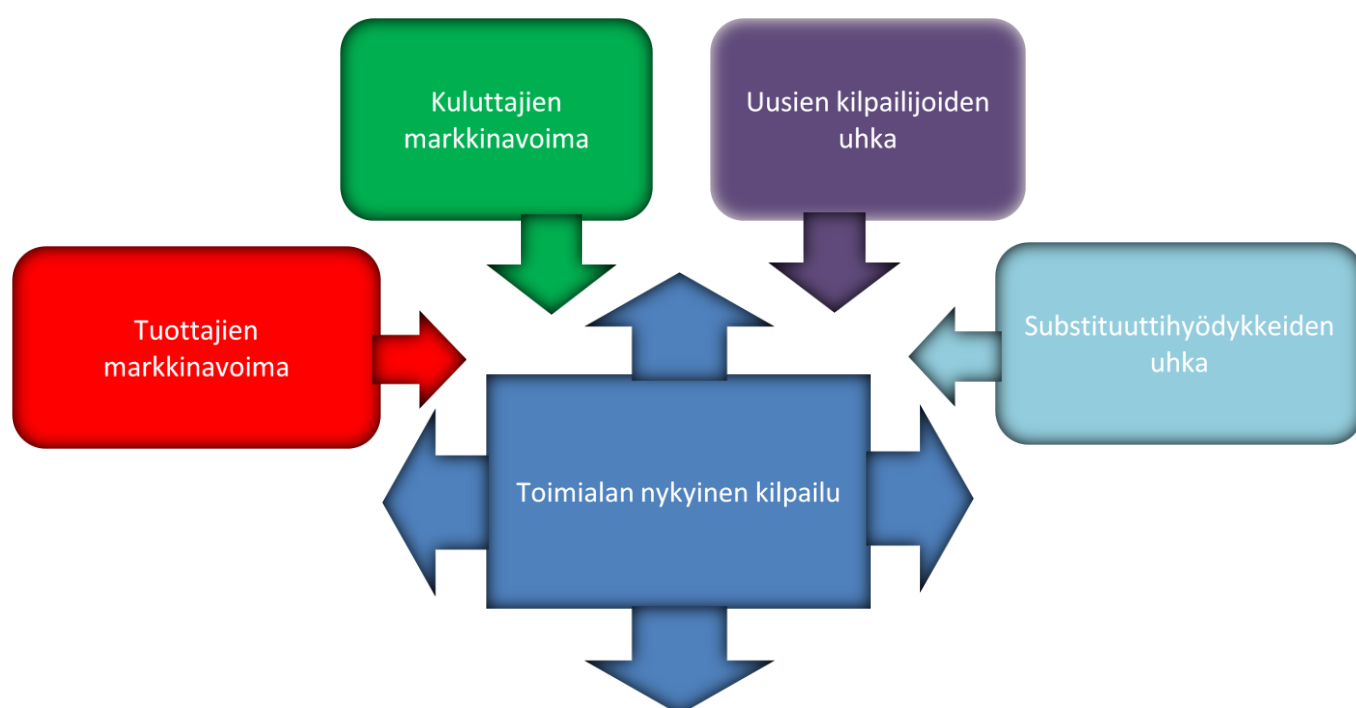 Kuluttajien
markkinavoima
Uusien kilpailijoiden
uhka
Tuottajien
markkinavoima
Substituuttihyödykkeiden
uhka
Toimialan nykyinen kilpailu